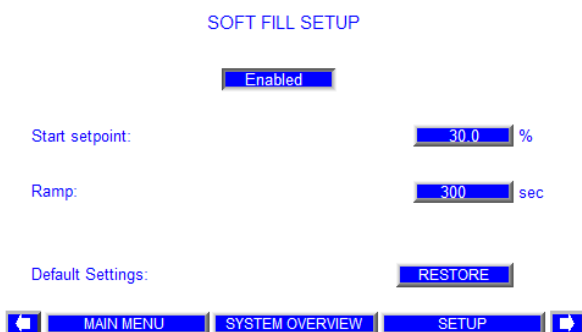 SOFT FILL SETUP
Enabled
Start setpoint: 30.0 %
Ramp: 300 sec
Default Settings: RESTORE
MAIN MENU SYSTEM OVERVIEW SETUP